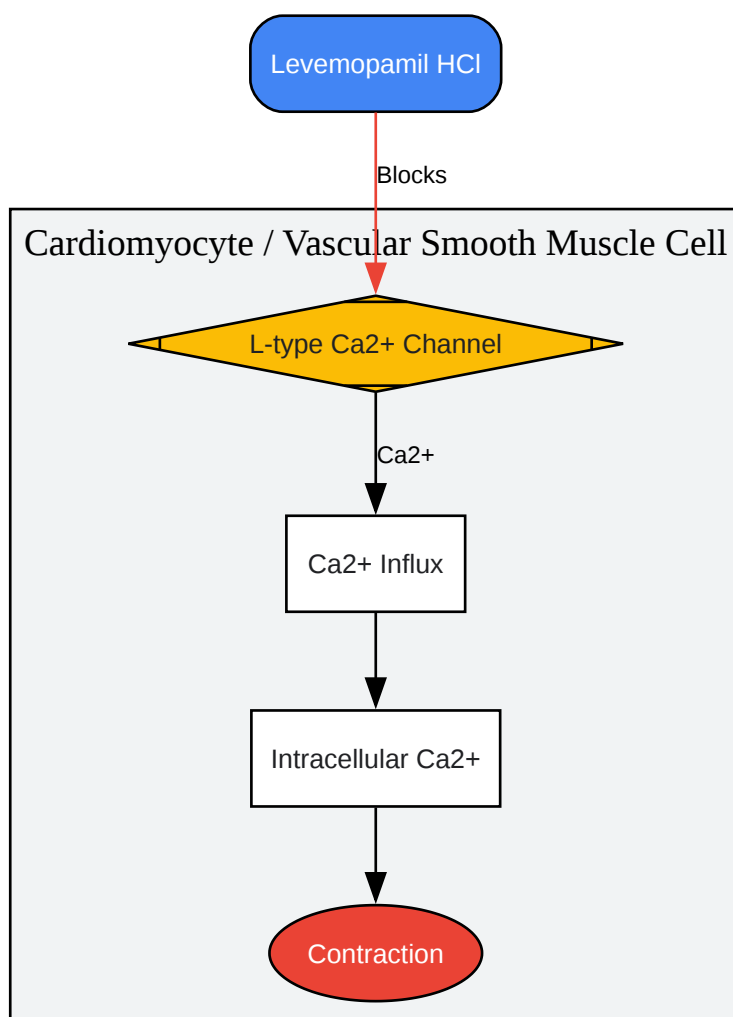 Levemopamil HCl
Blocks
Cardiomyocyte / Vascular Smooth Muscle Cell
L-type Ca2+ Channel
Ca2+
Ca2+ Influx
Intracellular Ca2+
Contraction